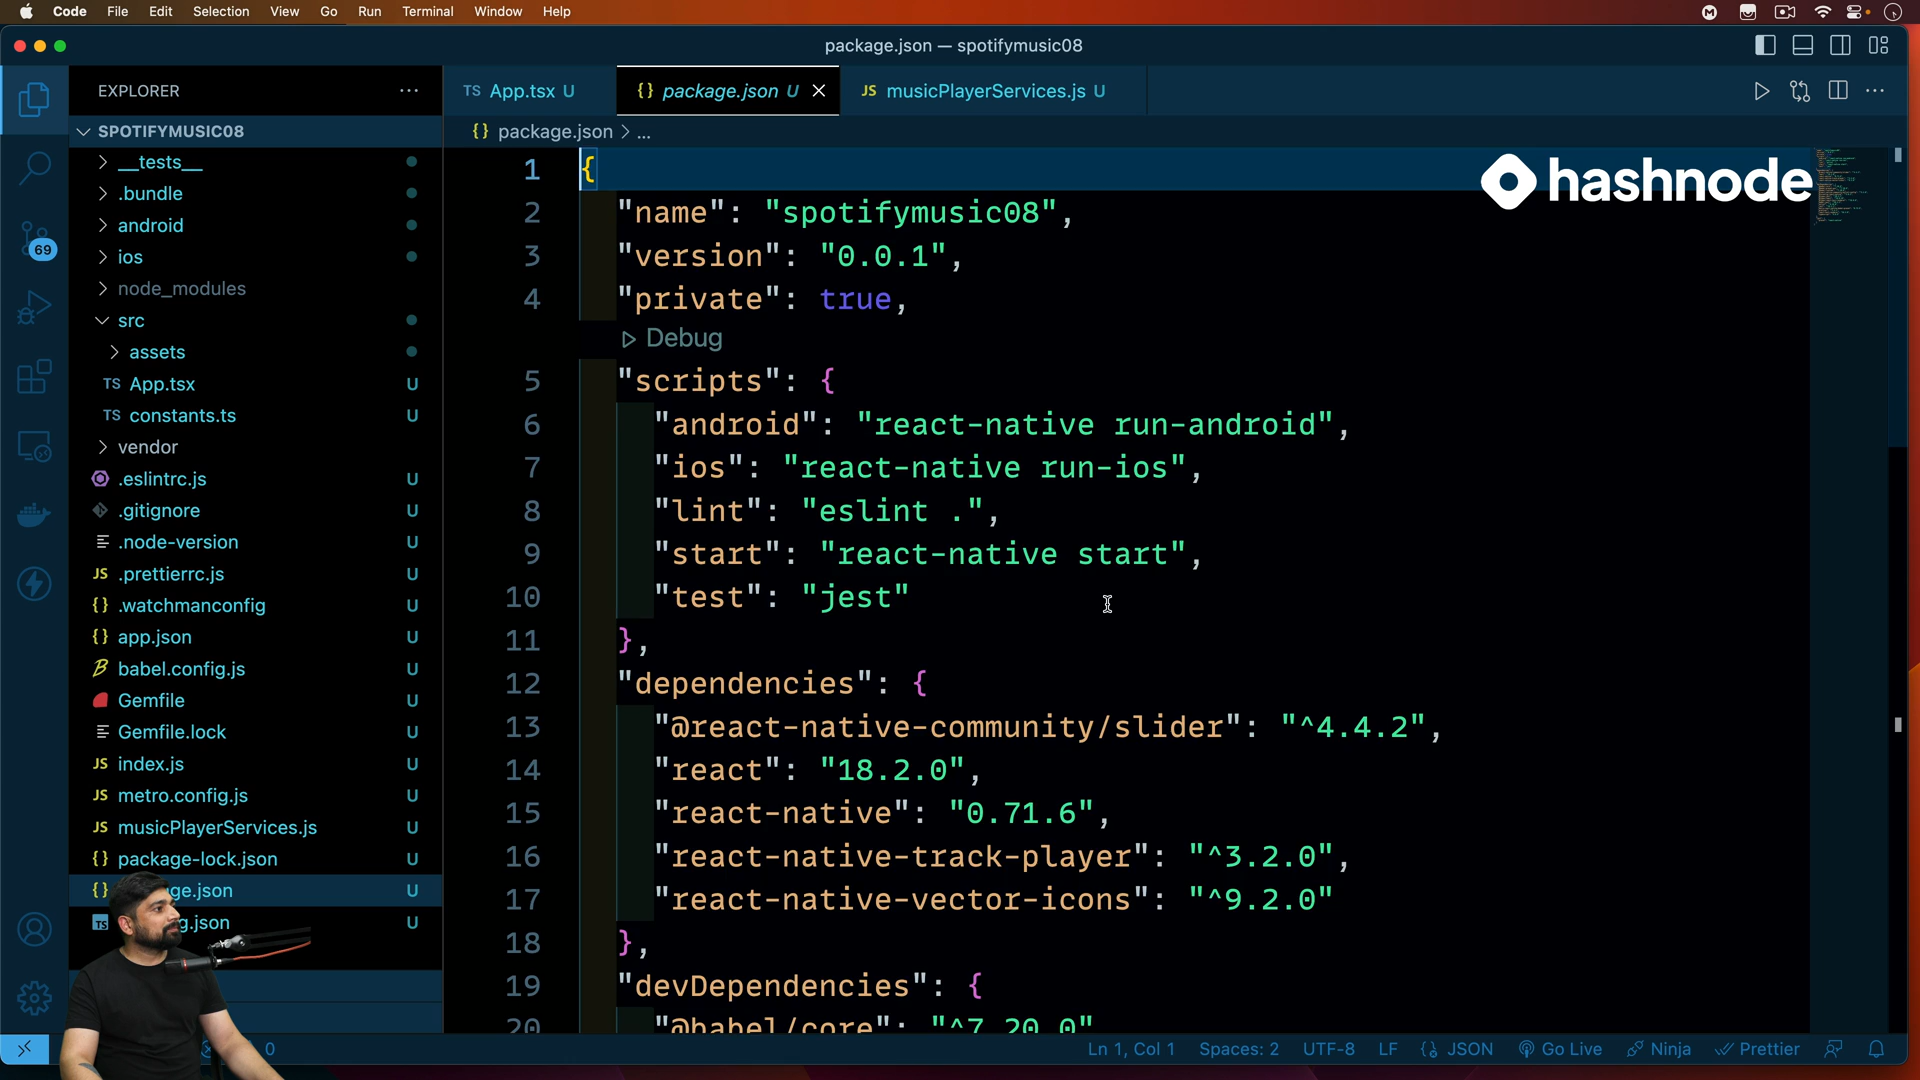 Code File Edit Selection View Go Run Terminal Window Help
package.json — spotifymusic08
EXPLORER
SPOTIFYMUSIC08
__tests__
.bundle
android
ios
69
node_modules
src
assets
TS App.tsx U
TS constants.ts U
vendor
.eslintrc.js U
.gitignore U
.node-version U
JS .prettierrc.js U
{} .watchmanconfig U
{} app.json U
babel.config.js U
Gemfile U
Gemfile.lock U
JS index.js U
JS metro.config.js U
JS musicPlayerServices.js U
{} package-lock.json U
{} ge.json U
TS g.json U
TS App.tsx U
{} package.json U
JS musicPlayerServices.js U
{} package.json > ...
hashnode
1 {
2 "name": "spotifymusic08",
3 "version": "0.0.1",
4 "private": true,
Debug
5 "scripts": {
6 "android": "react-native run-android",
7 "ios": "react-native run-ios",
8 "lint": "eslint .",
9 "start": "react-native start",
10 "test": "jest"
11 },
12 "dependencies": {
13 "@react-native-community/slider": "^4.4.2",
14 "react": "18.2.0",
15 "react-native": "0.71.6",
16 "react-native-track-player": "^3.2.0",
17 "react-native-vector-icons": "^9.2.0"
18 },
19 "devDependencies": {
20 "@babel/core": "^7.20.0"
0 Ln 1, Col 1 Spaces: 2 UTF-8 LF {} JSON Go Live Ninja Prettier